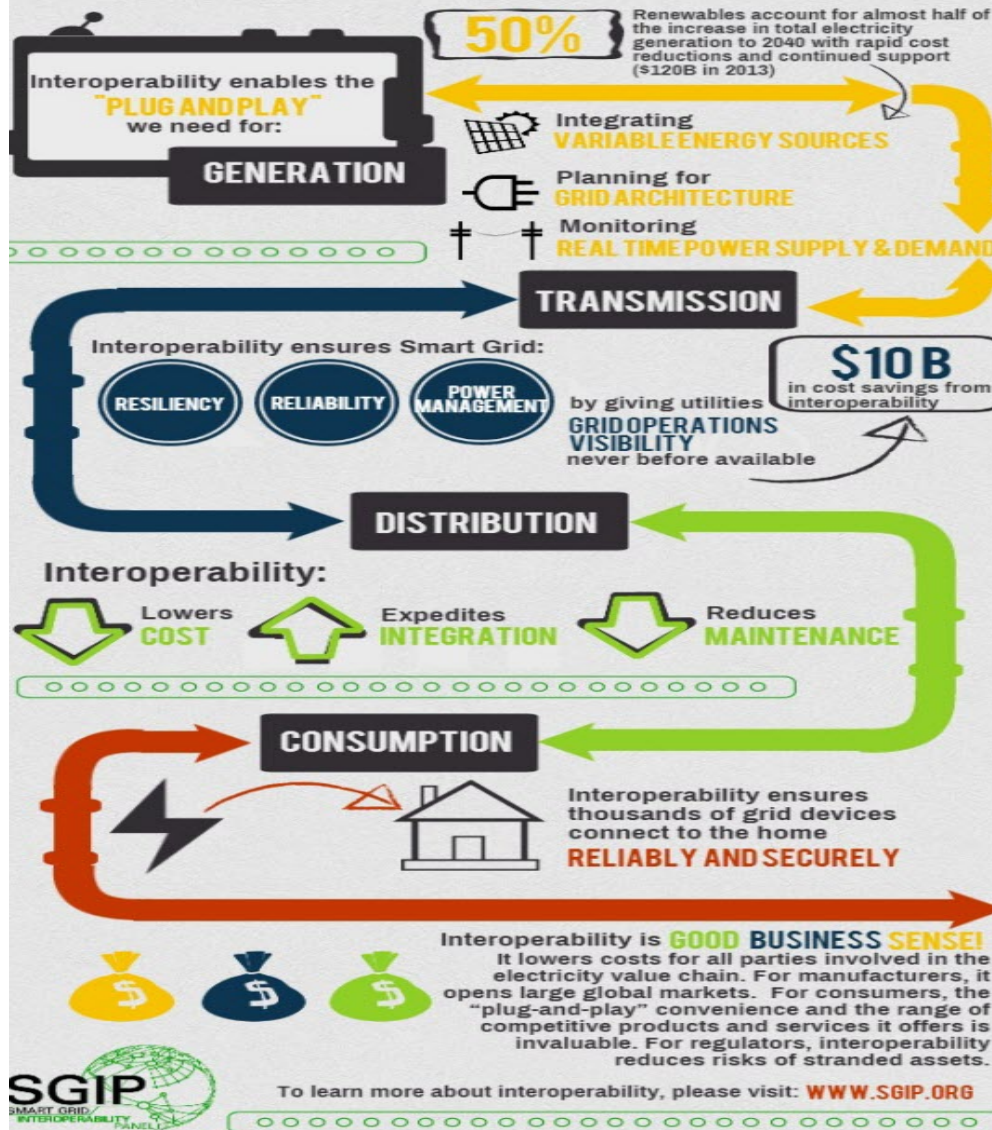 Interoperability enables the
"PLUG AND PLAY"
we need for:
GENERATION
50%
Renewables account for almost half of
the increase in total electricity
generation to 2040 with rapid cost
reductions and continued support
($120B in 2013)
Integrating
VARIABLE ENERGY SOURCES
Planning for
GRID ARCHITECTURE
Monitoring
REAL TIME POWER SUPPLY & DEMAND
TRANSMISSION
Interoperability ensures Smart Grid:
RESILIENCY
RELIABILITY
POWER
MANAGEMENT
by giving utilities
GRID OPERATIONS
VISIBILITY
never before available
$10 B
in cost savings from
interoperability
DISTRIBUTION
Interoperability:
Lowers
COST
Expedites
INTEGRATION
Reduces
MAINTENANCE
CONSUMPTION
Interoperability ensures
thousands of grid devices
connect to the home
RELIABLY AND SECURELY
Interoperability is GOOD BUSINESS SENSE!
It lowers costs for all parties involved in the
electricity value chain. For manufacturers, it
opens large global markets. For consumers, the
"plug-and-play" convenience and the range of
competitive products and services it offers is
invaluable. For regulators, interoperability
reduces risks of stranded assets.
$
$
$
SGIP
SMART GRID
INTEROPERABILITY
PANEL
To learn more about interoperability, please visit: WWW.SGIP.ORG